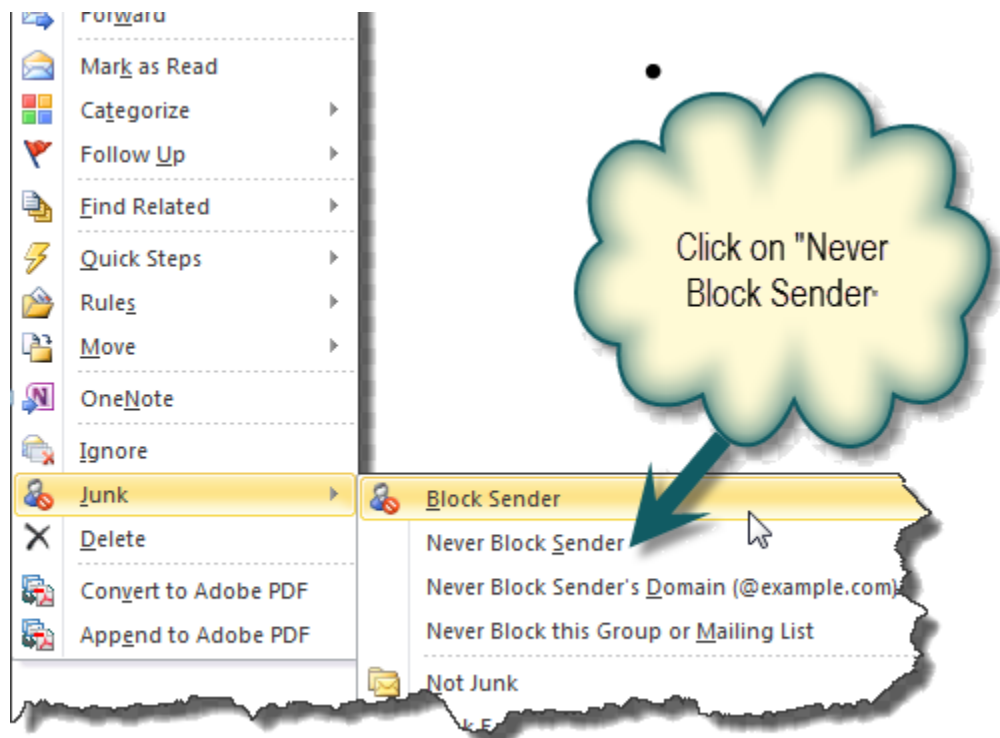 Forward
Mark as Read
Categorize
Follow Up
Find Related
Quick Steps
Rules
Move
OneNote
Ignore
Junk
Delete
Convert to Adobe PDF
Append to Adobe PDF
Click on "Never
Block Sender"
Block Sender
Never Block Sender
Never Block Sender's Domain (@example.com)
Never Block this Group or Mailing List
Not Junk